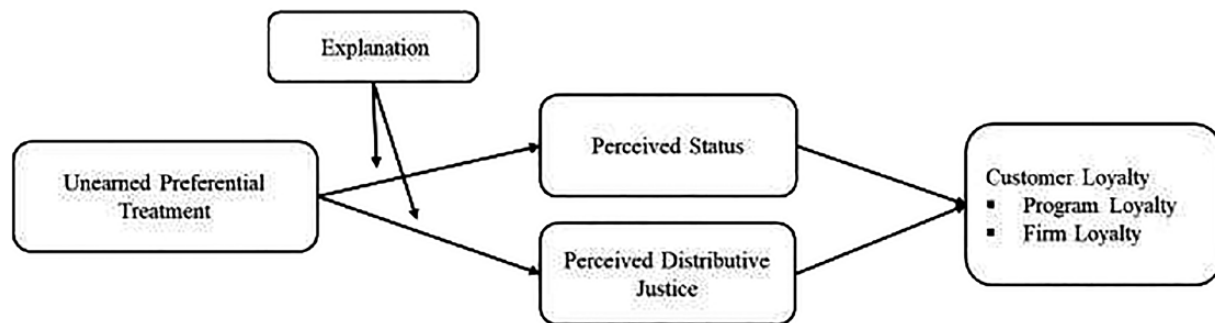 Explanation
Unearned Preferential
Treatment
Perceived Status
Perceived Distributive
Justice
Customer Loyalty
▪ Program Loyalty
▪ Firm Loyalty